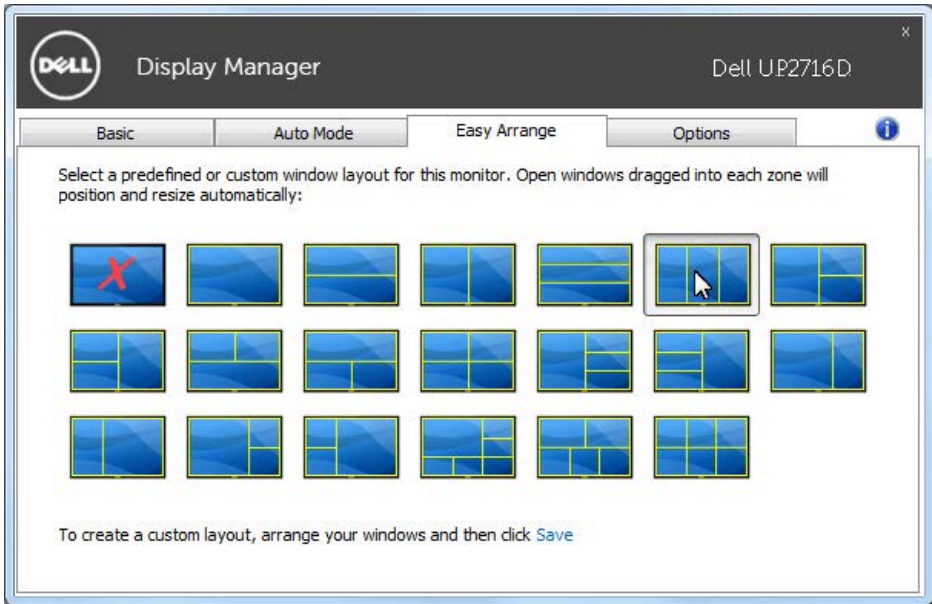 x
DELL
Display Manager
Dell UP2716D
Basic
Auto Mode
Easy Arrange
Options
i
Select a predefined or custom window layout for this monitor. Open windows dragged into each zone will
position and resize automatically:
X
To create a custom layout, arrange your windows and then click Save